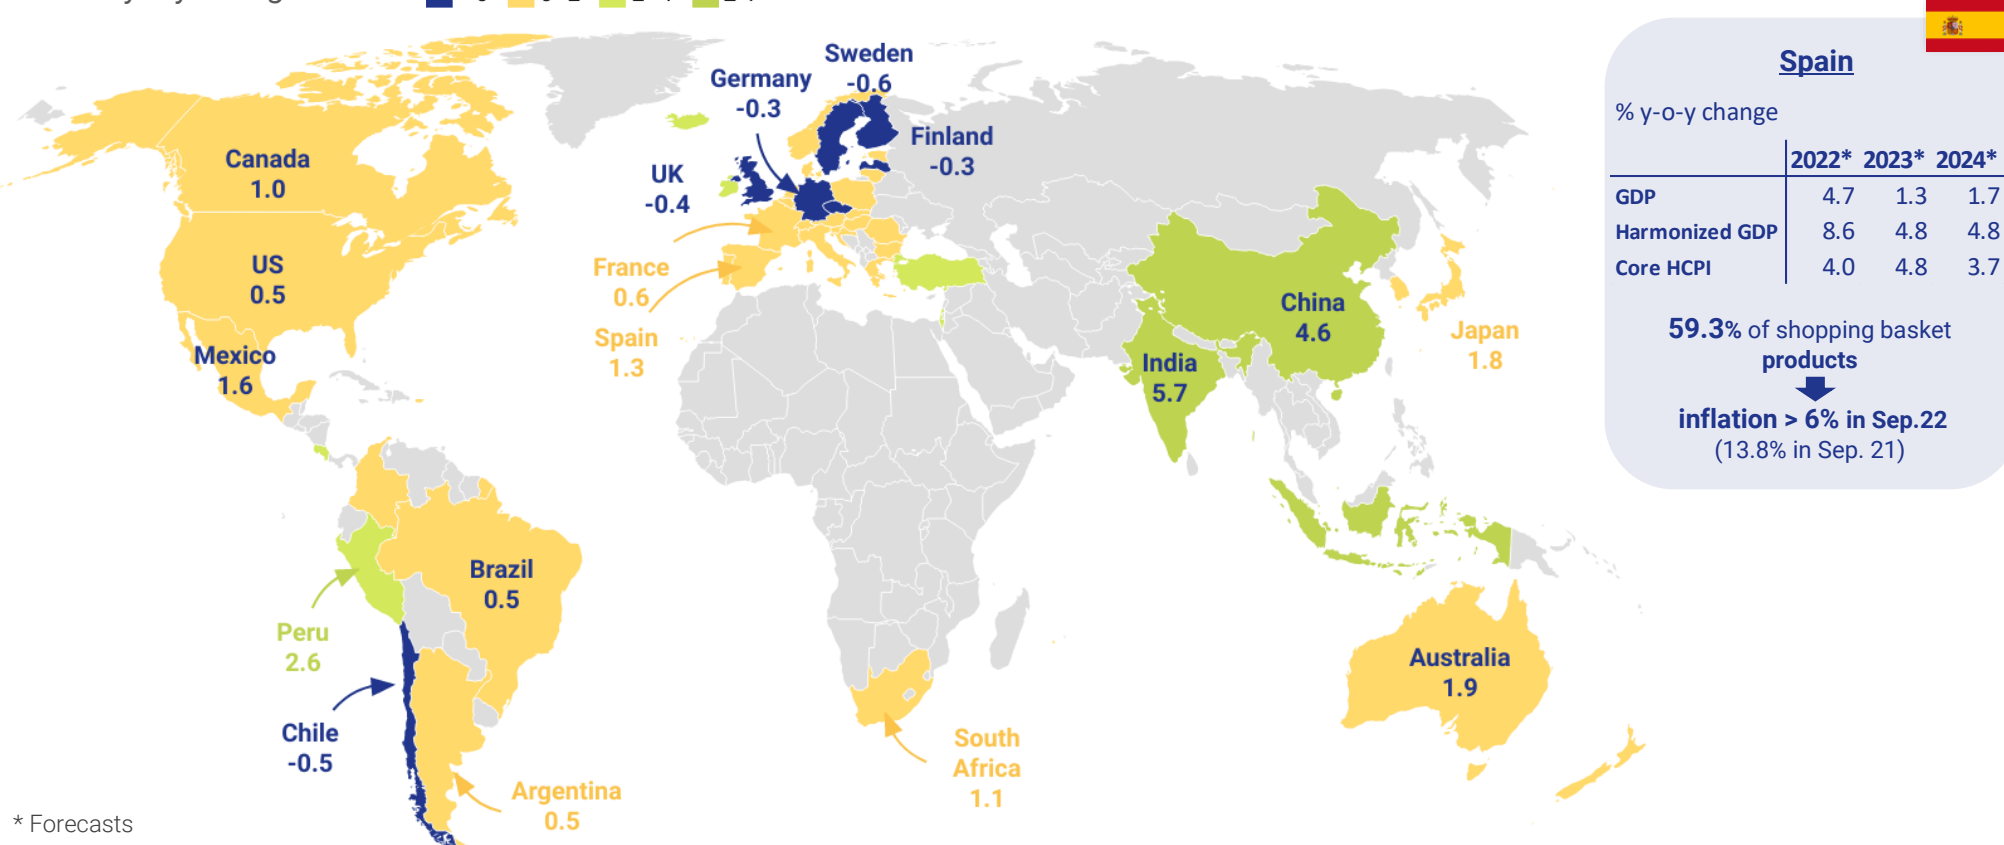 Sweden
-0.6
Germany
-0.3
Finland
-0.3
UK
-0.4
France
0.6
Spain
1.3
Canada
1.0
US
0.5
Mexico
1.6
China
4.6
India
5.7
Japan
1.8
Brazil
0.5
Peru
2.6
Chile
-0.5
Argentina
0.5
South
Africa
1.1
Australia
1.9
* Forecasts
Spain
% y-o-y change
2022* 2023* 2024*
GDP 4.7 1.3 1.7
Harmonized GDP 8.6 4.8 4.8
Core HCPI 4.0 4.8 3.7
59.3% of shopping basket
products
inflation > 6% in Sep.22
(13.8% in Sep. 21)